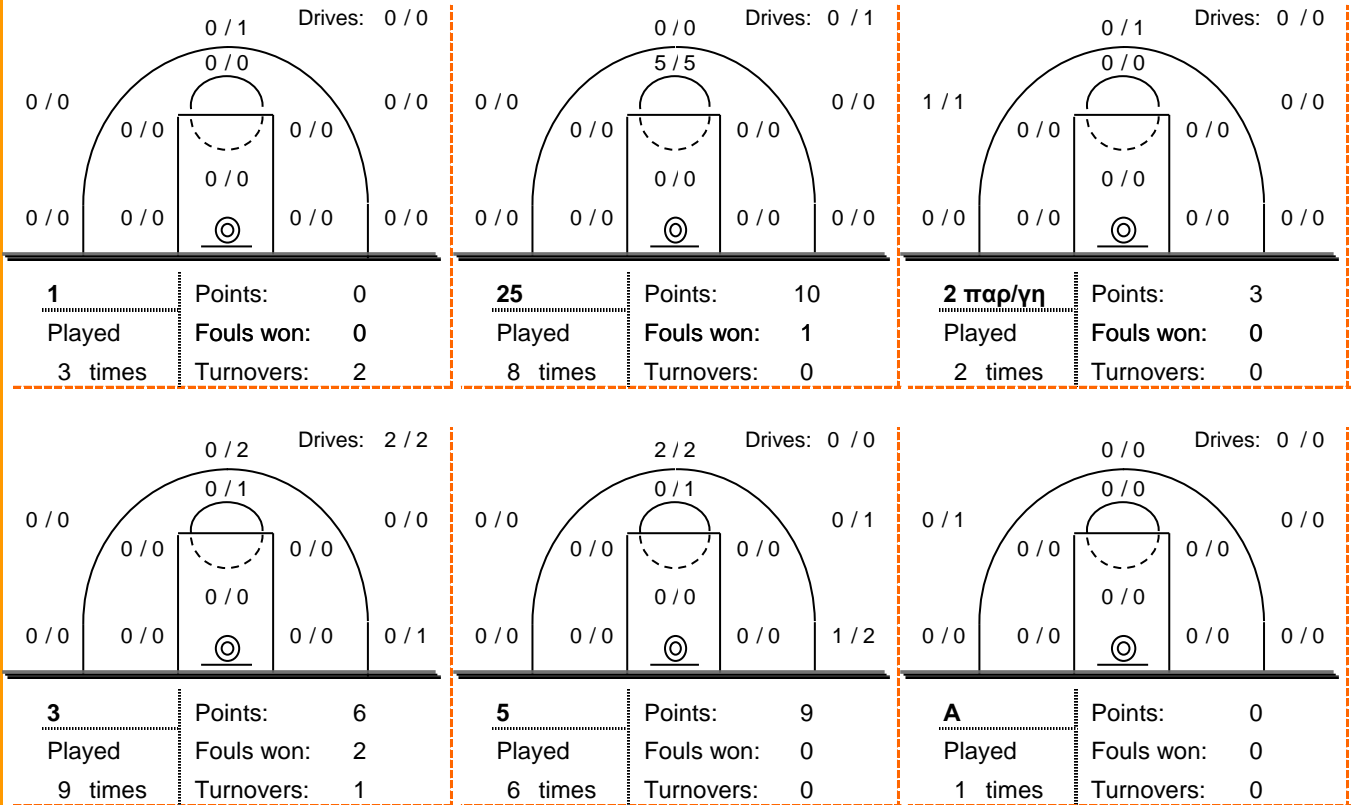 Drives: 0 / 0
0 / 1
0 / 0
0 / 0 0 / 0
0 / 0 0 / 0
0 / 0
0 / 0 0 / 0 0 / 0 0 / 0
1 Points: 0
Played Fouls won: 0
3 times Turnovers: 2
Drives: 0 / 1
0 / 0
5 / 5
0 / 0 0 / 0
0 / 0 0 / 0
0 / 0
0 / 0 0 / 0 0 / 0 0 / 0
25 Points: 10
Played Fouls won: 1
8 times Turnovers: 0
Drives: 0 / 0
0 / 1
0 / 0
1 / 1 0 / 0
0 / 0 0 / 0
0 / 0
0 / 0 0 / 0 0 / 0 0 / 0
2 παρ/γη Points: 3
Played Fouls won: 0
2 times Turnovers: 0
Drives: 2 / 2
0 / 2
0 / 1
0 / 0 0 / 0
0 / 0 0 / 0
0 / 0
0 / 0 0 / 0 0 / 0 0 / 1
3 Points: 6
Played Fouls won: 2
9 times Turnovers: 1
Drives: 0 / 0
2 / 2
0 / 1
0 / 0 0 / 1
0 / 0 0 / 0
0 / 0
0 / 0 0 / 0 0 / 0 1 / 2
5 Points: 9
Played Fouls won: 0
6 times Turnovers: 0
Drives: 0 / 0
0 / 0
0 / 0
0 / 1 0 / 0
0 / 0 0 / 0
0 / 0
0 / 0 0 / 0 0 / 0 0 / 0
A Points: 0
Played Fouls won: 0
1 times Turnovers: 0